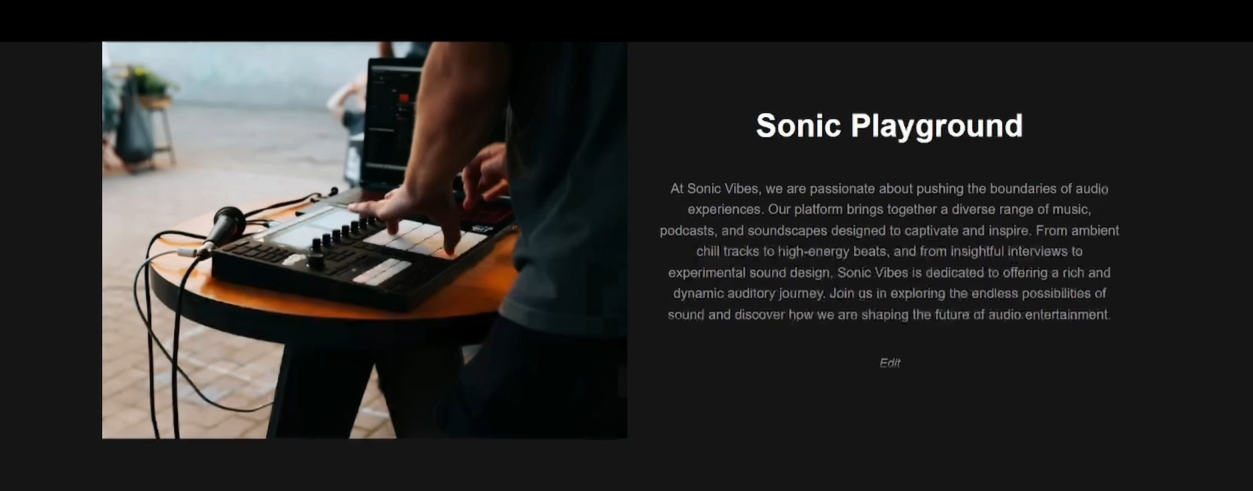 Sonic Playground
At Sonic Vibes, we are passionate about pushing the boundaries of audio
experiences. Our platform brings together a diverse range of music,
podcasts, and soundscapes designed to captivate and inspire. From ambient
chill tracks to high-energy beats, and from insightful interviews to
experimental sound design, Sonic Vibes is dedicated to offering a rich and
dynamic auditory journey. Join us in exploring the endless possibilities of
sound and discover how we are shaping the future of audio entertainment.
Edit